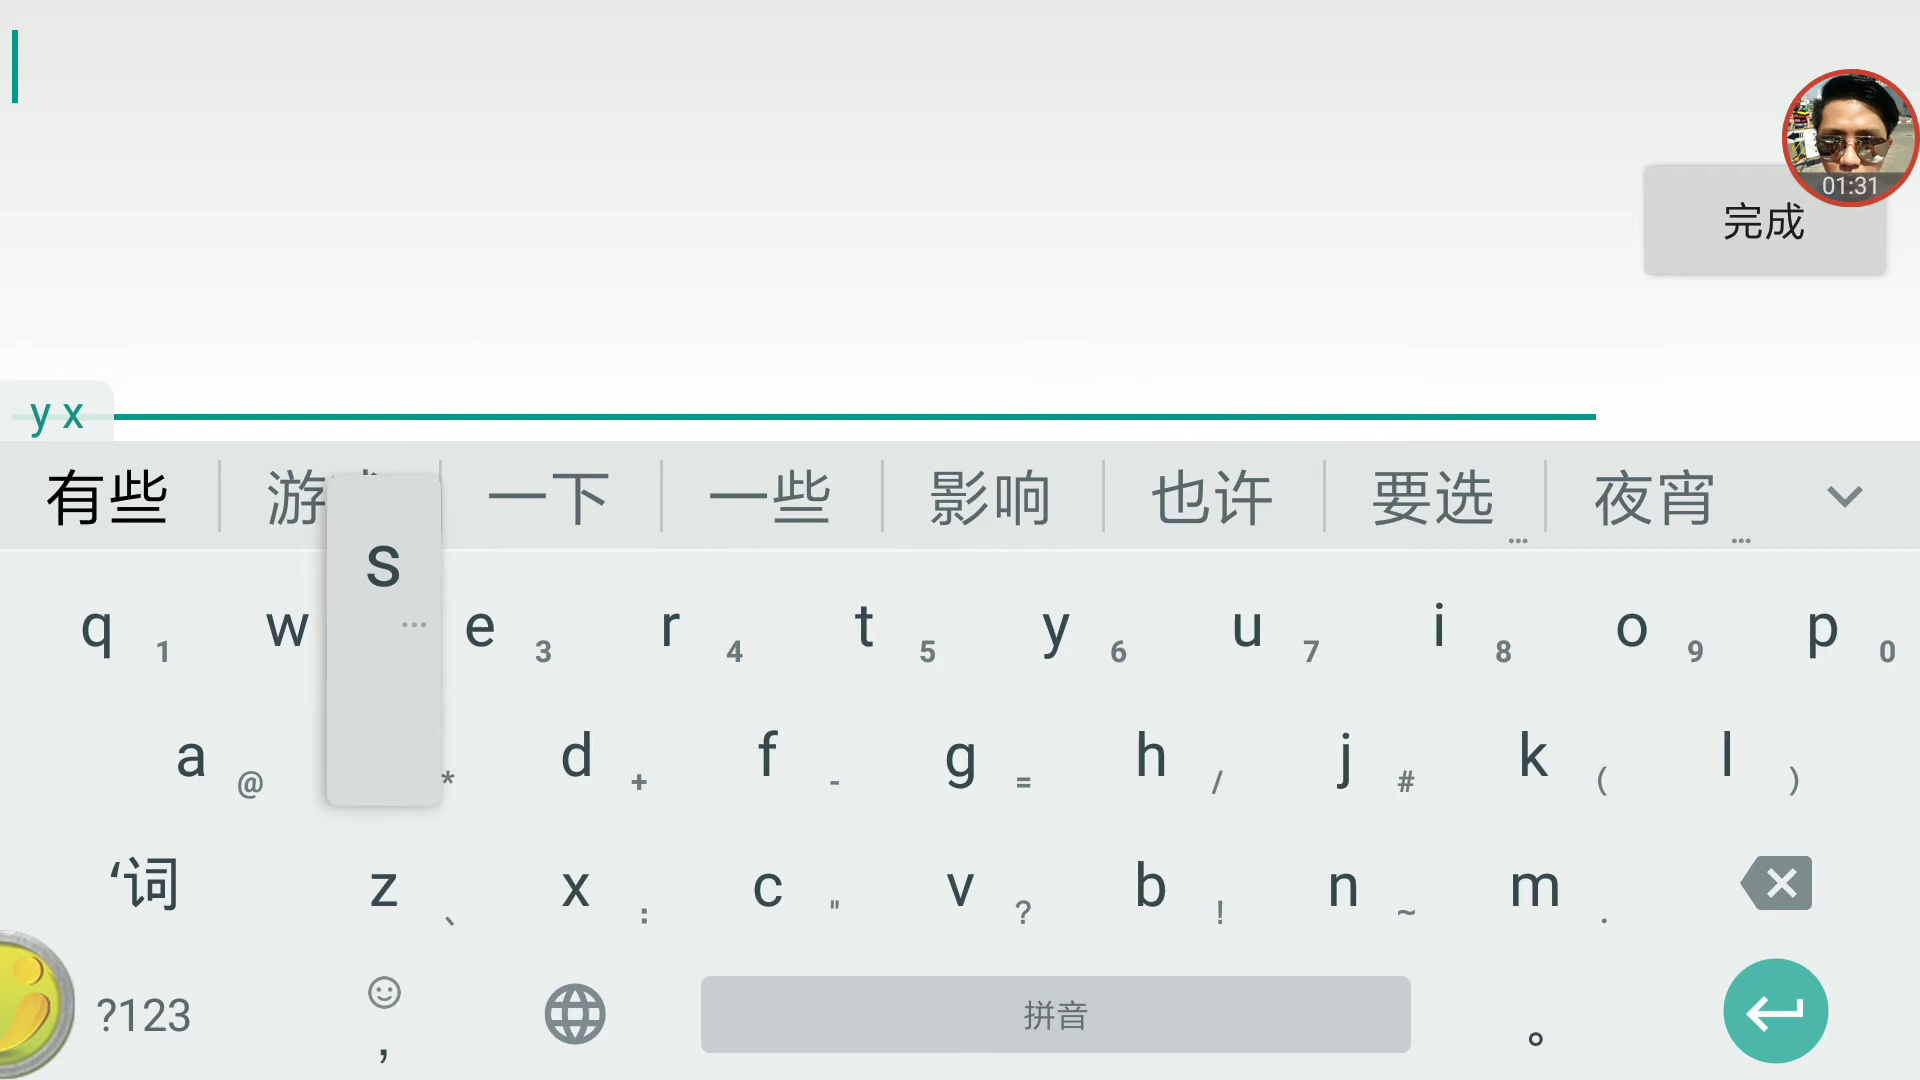 01:31
完成
y x
有些 游 一下 一些 影响 也许 要选 夜宵
s
q 1 w e 3 r 4 t 5 y 6 u 7 i 8 o 9 p 0
a @ * d + f - g = h / j # k ( l )
‘词 z 、 x : c " v ? b ! n ~ m .
?123 , 拼音 。